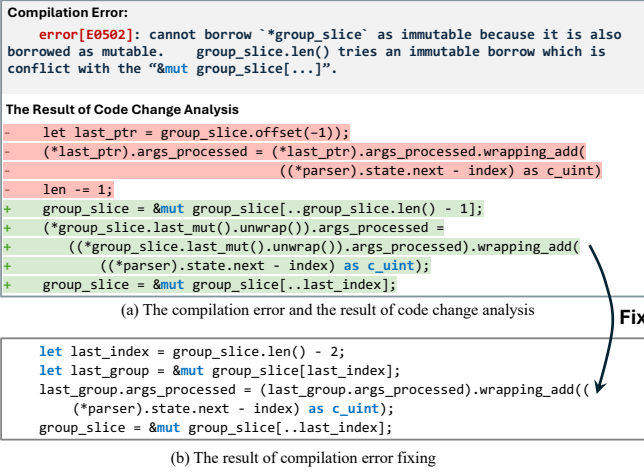 Compilation Error:
error[E0502]: cannot borrow `*group_slice` as immutable because it is also
borrowed as mutable. group_slice.len() tries an immutable borrow which is
conflict with the “&mut group_slice[...]”.
The Result of Code Change Analysis
- let last_ptr = group_slice.offset(-1));
- (*last_ptr).args_processed = (*last_ptr).args_processed.wrapping_add(
- ((*parser).state.next - index) as c_uint)
- len -= 1;
+ group_slice = &mut group_slice[..group_slice.len() - 1];
+ (*group_slice.last_mut().unwrap()).args_processed =
+ ((*group_slice.last_mut().unwrap()).args_processed).wrapping_add(
+ ((*parser).state.next - index) as c_uint);
+ group_slice = &mut group_slice[..last_index];
(a) The compilation error and the result of code change analysis
Fix
let last_index = group_slice.len() - 2;
let last_group = &mut group_slice[last_index];
last_group.args_processed = (last_group.args_processed).wrapping_add((
(*parser).state.next - index) as c_uint);
group_slice = &mut group_slice[..last_index];
(b) The result of compilation error fixing